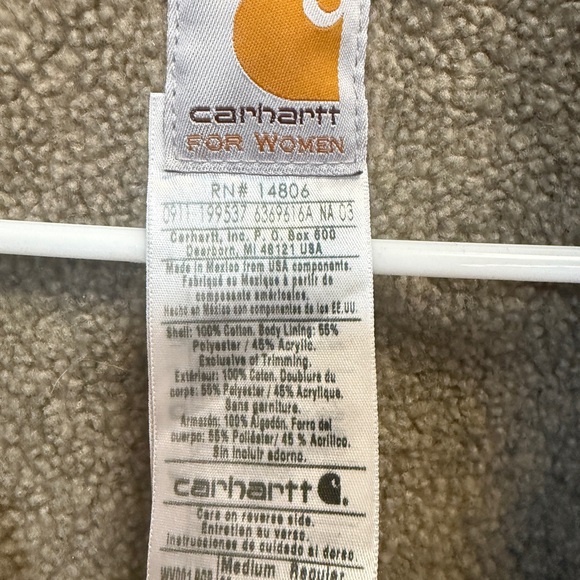 carhartt
FOR WOMEN
RN# 14806
0911 199537 6369616A NA 03
Carhartt, Inc. P. O. Box 600
Dearborn, MI 48121 USA
Made in Mexico from USA components.
Fabriqué au Mexique à partir de
composants américains.
Hecho en México con componentes de los EE.UU.
Shell: 100% Cotton. Body Lining: 55%
Polyester / 45% Acrylic.
Exclusive of Trimming.
Extérieur: 100% Coton. Doublure du
corps: 55% Polyester / 45% Acrylique.
Sans garniture.
Armazón: 100% Algodón. Forro del
cuerpo: 55% Poliéster / 45 % Acrílico.
Sin incluir adorno.
carhartt
Care on reverse side.
Entretien au verso.
Instrucciones de cuidado al dorso
Medium Regular